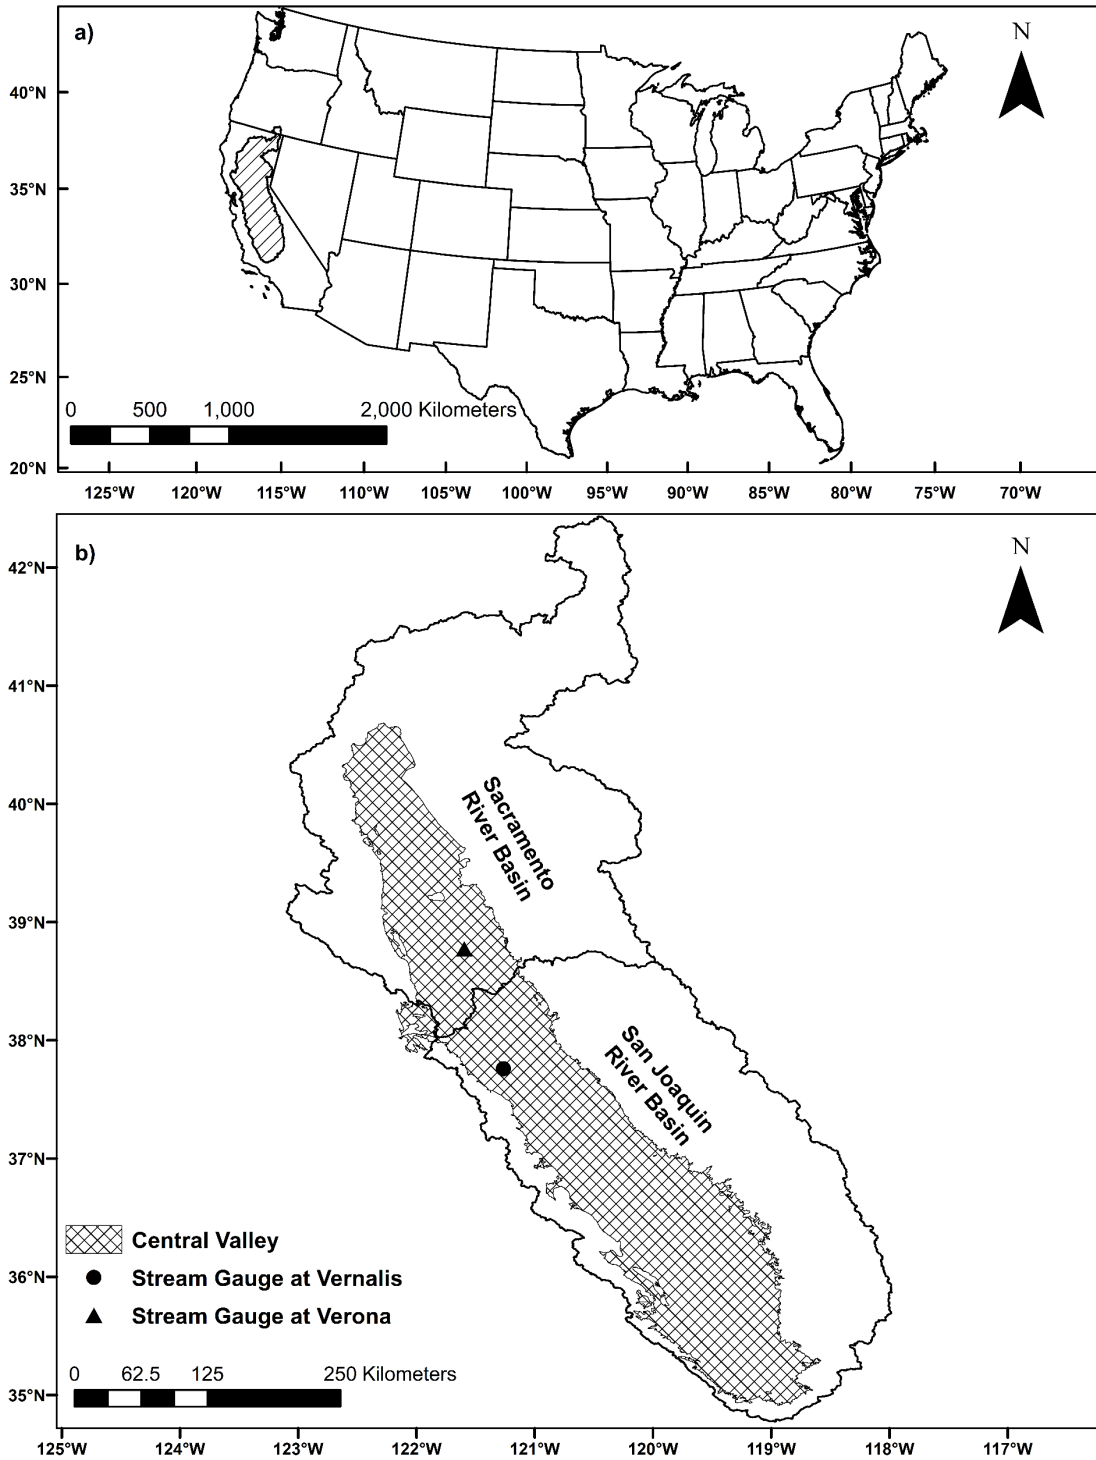 a)
N
40°N
35°N
30°N
25°N
20°N
0 500 1,000 2,000 Kilometers
125°W 120°W 115°W 110°W 105°W 100°W 95°W 90°W 85°W 80°W 75°W 70°W
b)
N
42°N
41°N
40°N
39°N
38°N
37°N
36°N
35°N
Sacramento
River Basin
San Joaquin
River Basin
Central Valley
Stream Gauge at Vernalis
Stream Gauge at Verona
0 62.5 125 250 Kilometers
125°W 124°W 123°W 122°W 121°W 120°W 119°W 118°W 117°W